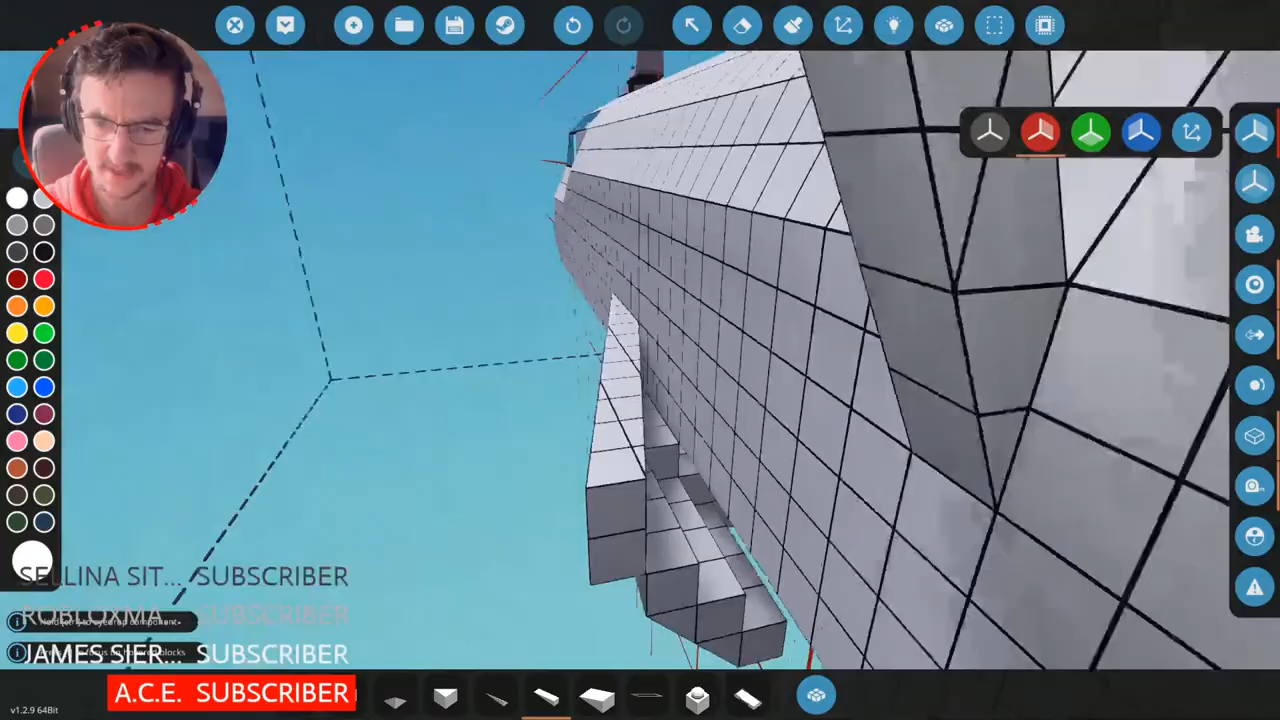 SELLINA SIT... SUBSCRIBER
ROBLOXMA SUBSCRIBER
JAMES SIER... SUBSCRIBER
A.C.E. SUBSCRIBER
v1.2.9 64Bit